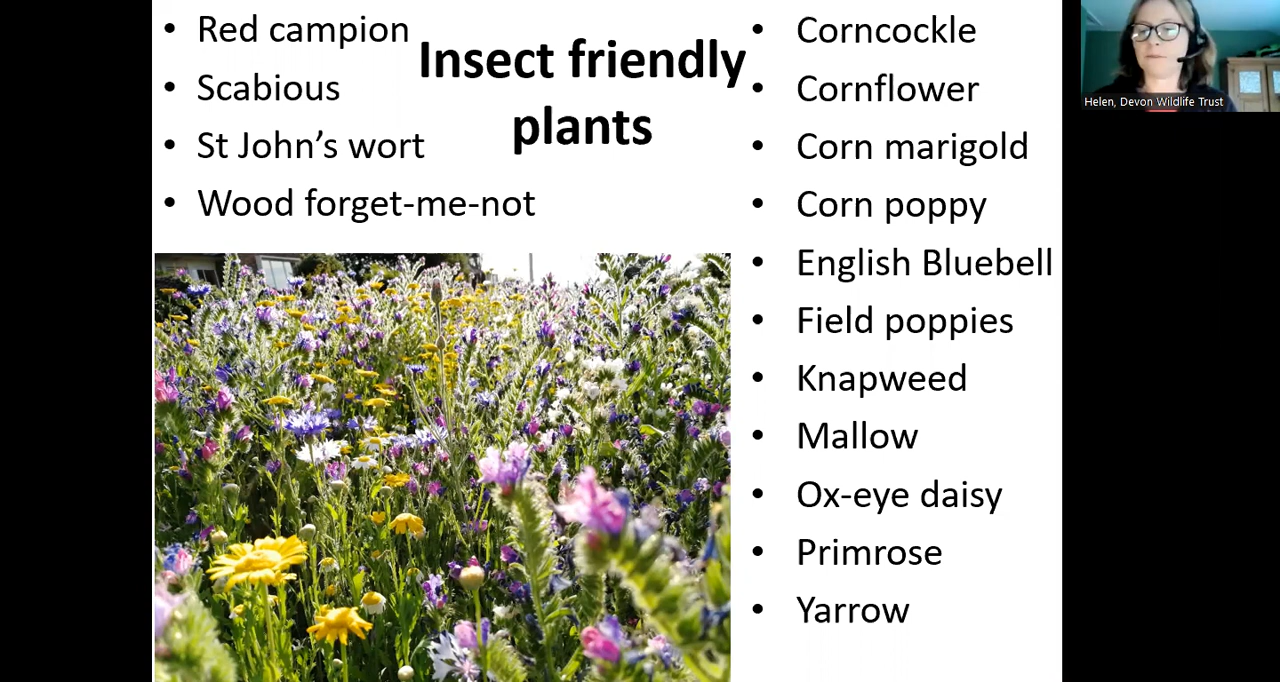 Insect friendly
plants
• Red campion
• Scabious
• St John’s wort
• Wood forget-me-not
• Corncockle
• Cornflower
• Corn marigold
• Corn poppy
• English Bluebell
• Field poppies
• Knapweed
• Mallow
• Ox-eye daisy
• Primrose
• Yarrow
Helen, Devon Wildlife Trust